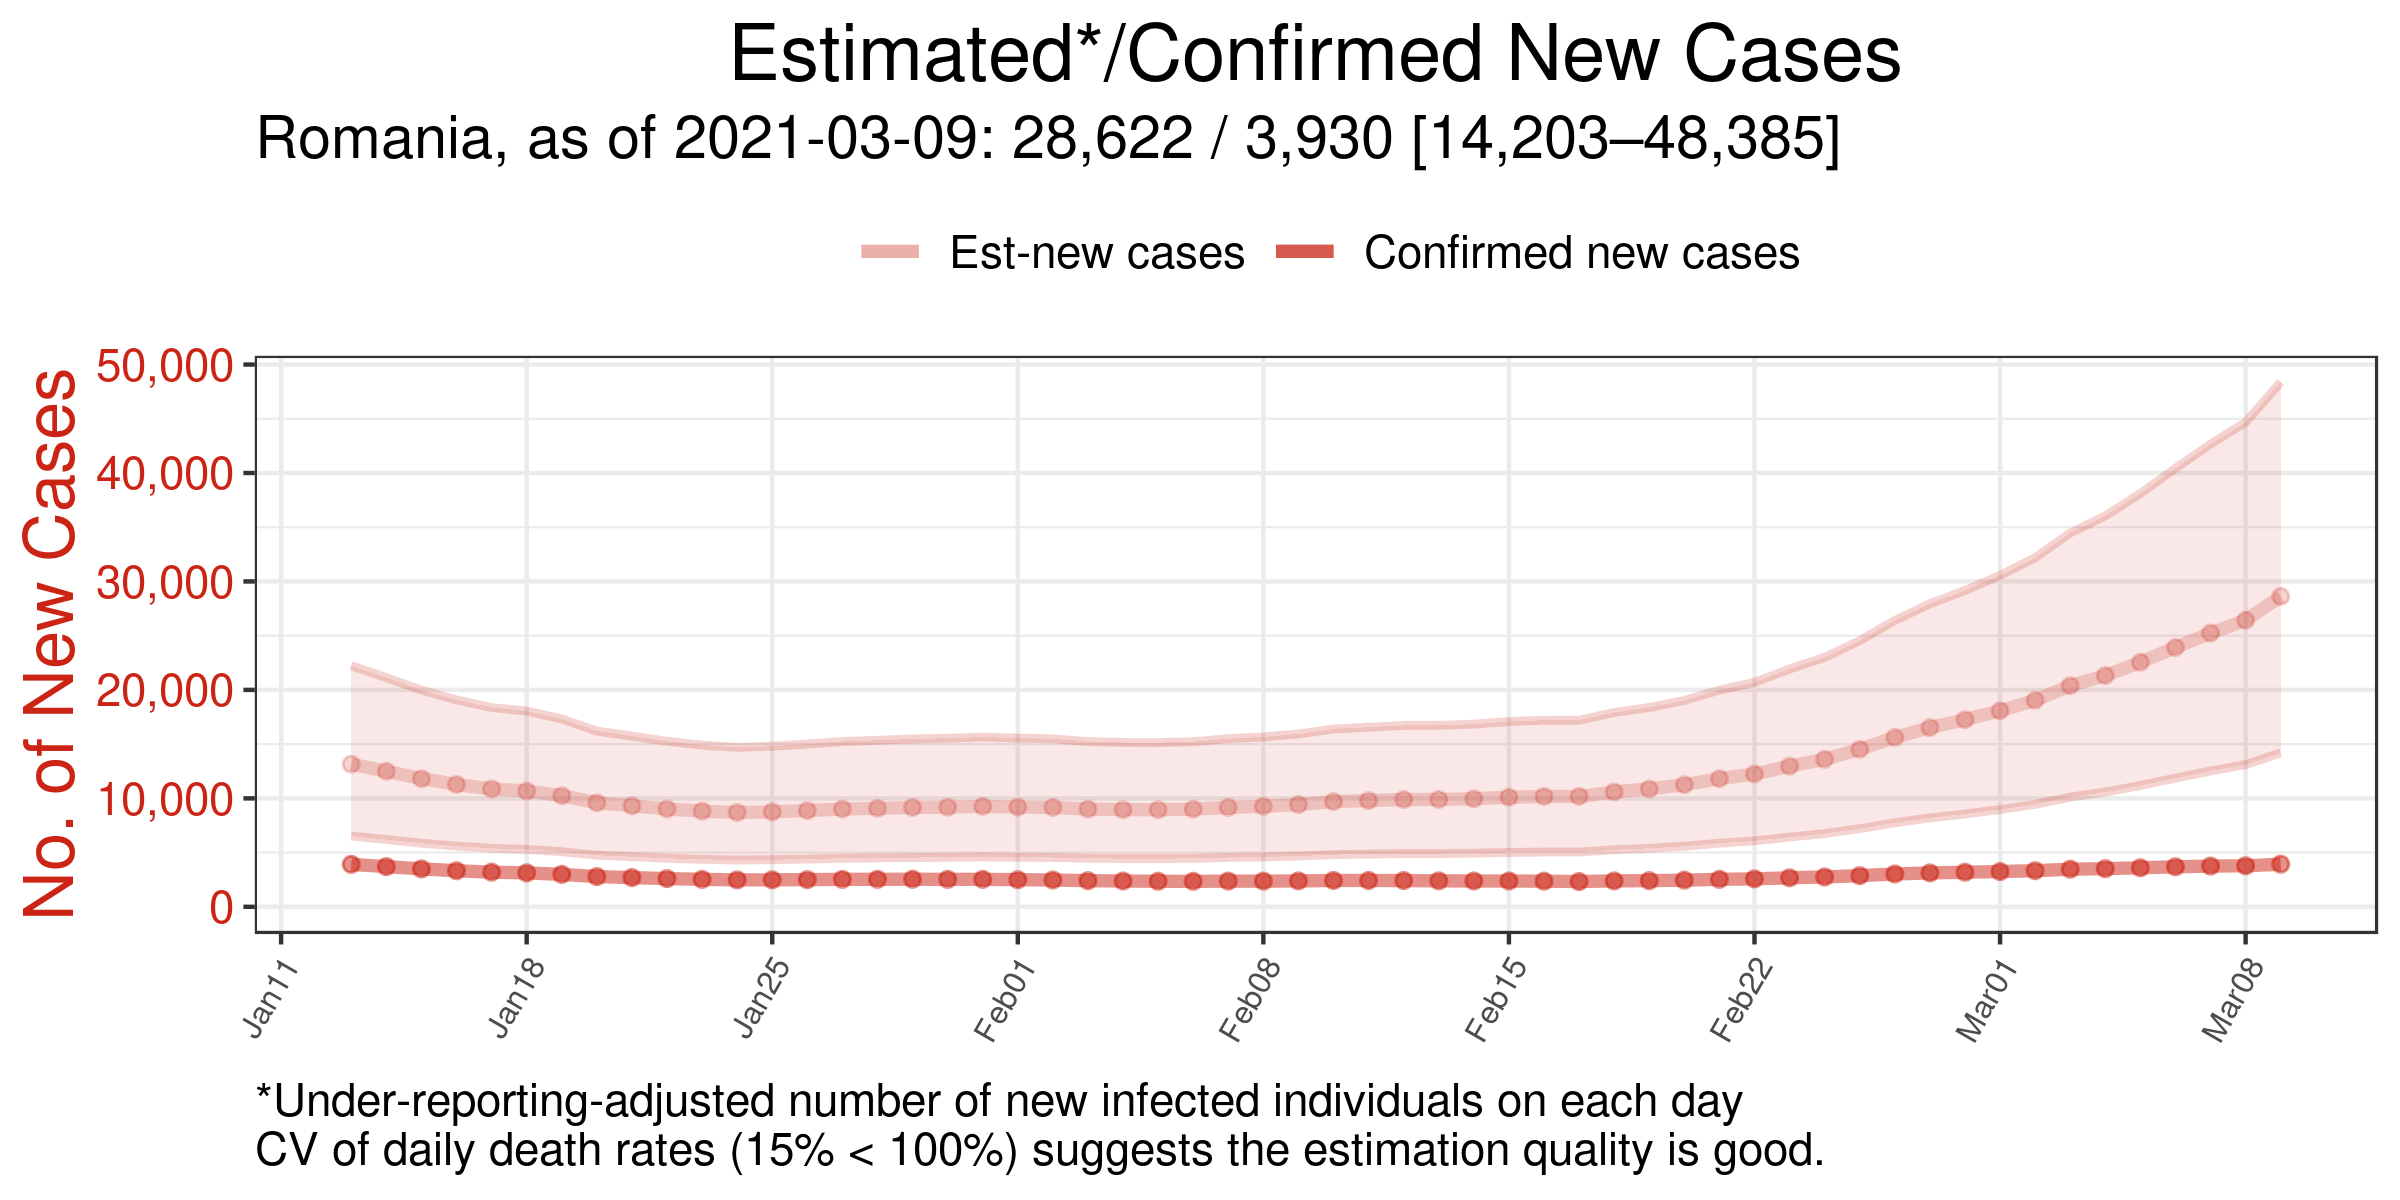 Estimated*/Confirmed New Cases
Romania, as of 2021-03-09: 28,622 / 3,930 [14,203–48,385]
Est-new cases
Confirmed new cases
No. of New Cases
50,000
40,000
30,000
20,000
10,000
0
Jan11
Jan18
Jan25
Feb01
Feb08
Feb15
Feb22
Mar01
Mar08
*Under-reporting-adjusted number of new infected individuals on each day
CV of daily death rates (15% < 100%) suggests the estimation quality is good.